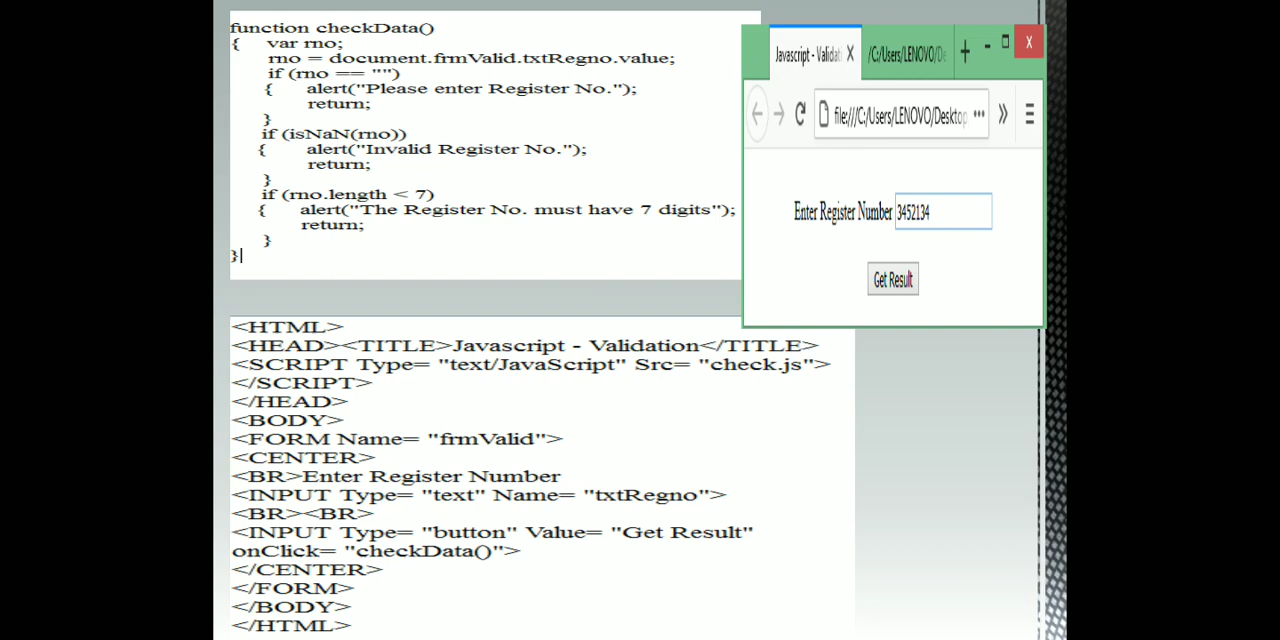 function checkData()
{ var rno;
rno = document.frmValid.txtRegno.value;
if (rno == "")
{ alert("Please enter Register No.");
return;
}
if (isNaN(rno))
{ alert("Invalid Register No.");
return;
}
if (rno.length < 7)
{ alert("The Register No. must have 7 digits");
return;
}
}
Javascript - Validat
/C:/Users/LENOVO/De
file:///C:/Users/LENOVO/Desktop
Enter Register Number 3452134
Get Result
<HTML>
<HEAD><TITLE>Javascript - Validation</TITLE>
<SCRIPT Type= "text/JavaScript" Src= "check.js">
</SCRIPT>
</HEAD>
<BODY>
<FORM Name= "frmValid">
<CENTER>
<BR>Enter Register Number
<INPUT Type= "text" Name= "txtRegno">
<BR><BR>
<INPUT Type= "button" Value= "Get Result"
onClick= "checkData()">
</CENTER>
</FORM>
</BODY>
</HTML>